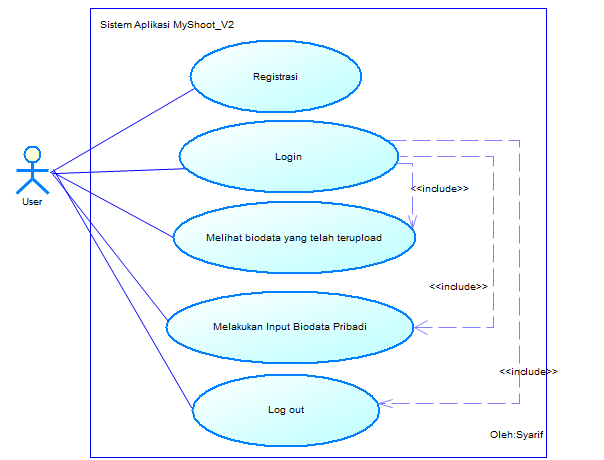 Sistem Aplikasi MyShoot_V2
Registrasi
Login
<<include>>
User
Melihat biodata yang telah terupload
<<include>>
Melakukan Input Biodata Pribadi
<<include>>
Log out
Oleh:Syarif